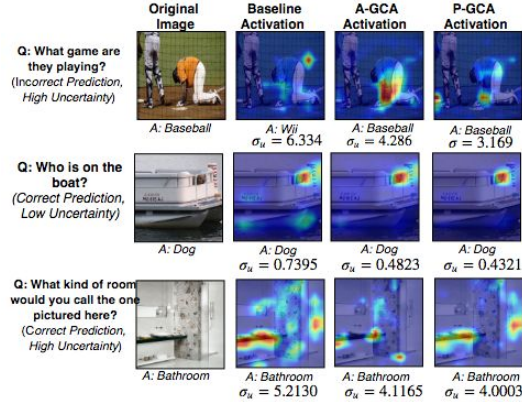 Original Image
Baseline Activation
A-GCA Activation
P-GCA Activation
Q: What game are
they playing?
(Incorrect Prediction,
High Uncertainty)
A: Baseball
A: Wii
A: Baseball
A: Baseball
σu = 6.334
σu = 4.286
σ = 3.169
Q: Who is on the
boat?
(Correct Prediction,
Low Uncertainty)
A: Dog
A: Dog
A: Dog
A: Dog
σu = 0.7395
σu = 0.4823
σu = 0.4321
Q: What kind of room
would you call the one
pictured here?
(Correct Prediction,
High Uncertainty)
A: Bathroom
A: Bathroom
A: Bathroom
A: Bathroom
σu = 5.2130
σu = 4.1165
σu = 4.0003